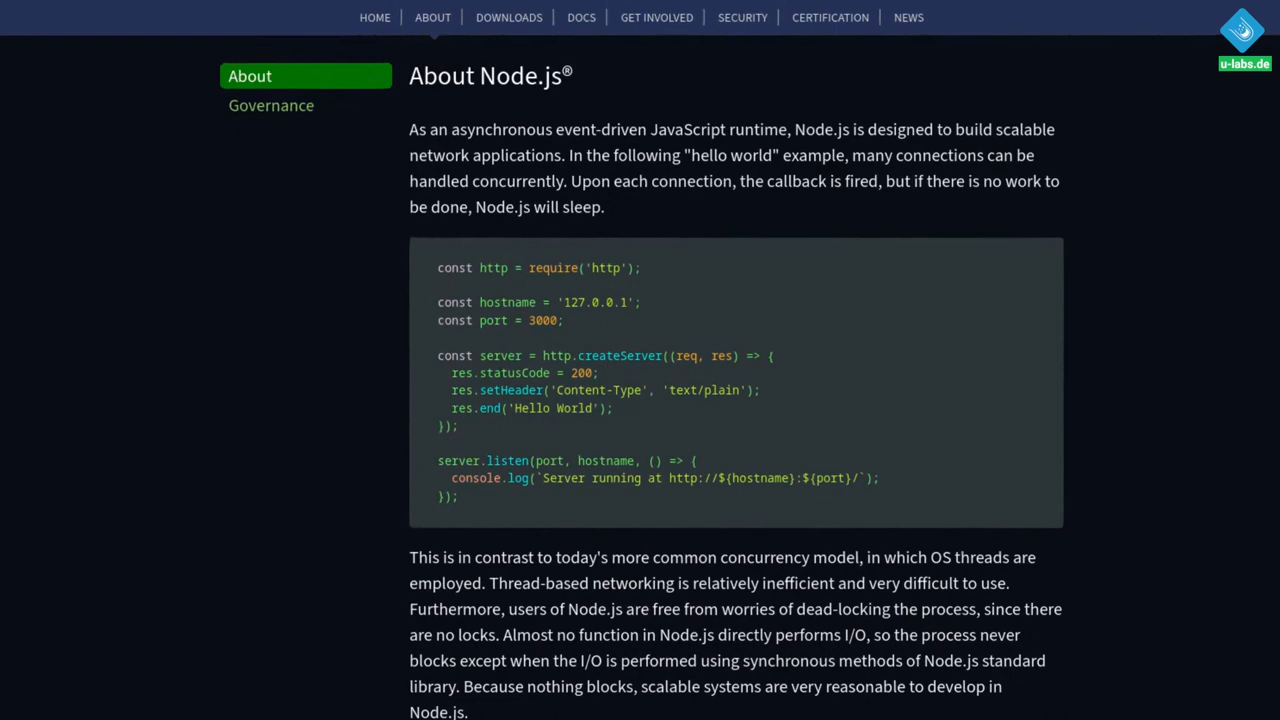 HOME
ABOUT
DOWNLOADS
DOCS
GET INVOLVED
SECURITY
CERTIFICATION
NEWS
u-labs.de
About
Governance
About Node.js®
As an asynchronous event-driven JavaScript runtime, Node.js is designed to build scalable
network applications. In the following "hello world" example, many connections can be
handled concurrently. Upon each connection, the callback is fired, but if there is no work to
be done, Node.js will sleep.
const http = require('http');
const hostname = '127.0.0.1';
const port = 3000;
const server = http.createServer((req, res) => {
  res.statusCode = 200;
  res.setHeader('Content-Type', 'text/plain');
  res.end('Hello World');
});
server.listen(port, hostname, () => {
  console.log(`Server running at http://${hostname}:${port}/`);
});
This is in contrast to today's more common concurrency model, in which OS threads are
employed. Thread-based networking is relatively inefficient and very difficult to use.
Furthermore, users of Node.js are free from worries of dead-locking the process, since there
are no locks. Almost no function in Node.js directly performs I/O, so the process never
blocks except when the I/O is performed using synchronous methods of Node.js standard
library. Because nothing blocks, scalable systems are very reasonable to develop in
Node.js.